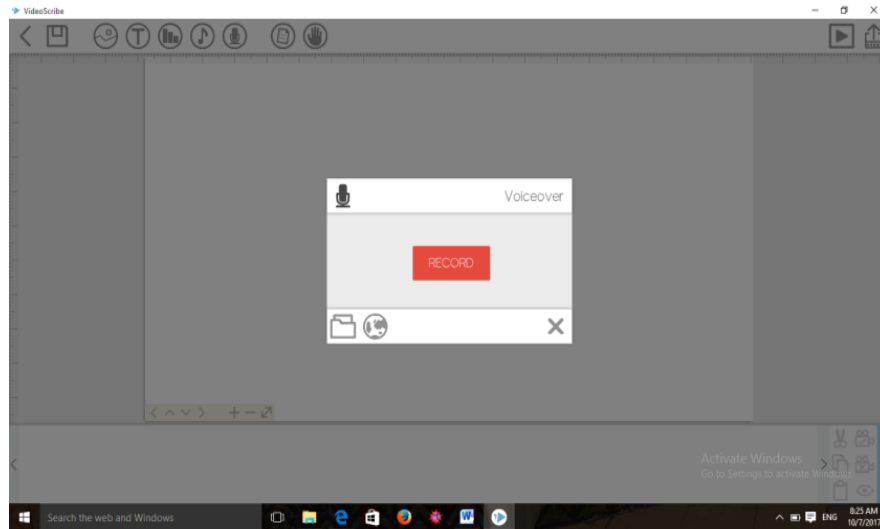 VideoScribe
Voiceover
RECORD
Activate Windows
Go to Settings to activate Windows.
Search the web and Windows
ENG
8:25 AM
10/7/2017